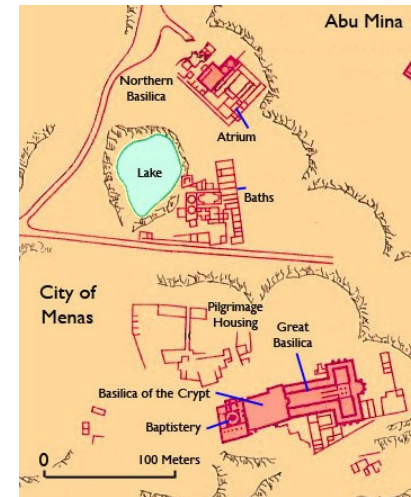 Abu Mina
Northern
Basilica
Atrium
Lake
Baths
City of
Menas
Pilgrimage
Housing
Great
Basilica
Basilica of the Crypt
Baptistery
0
100 Meters